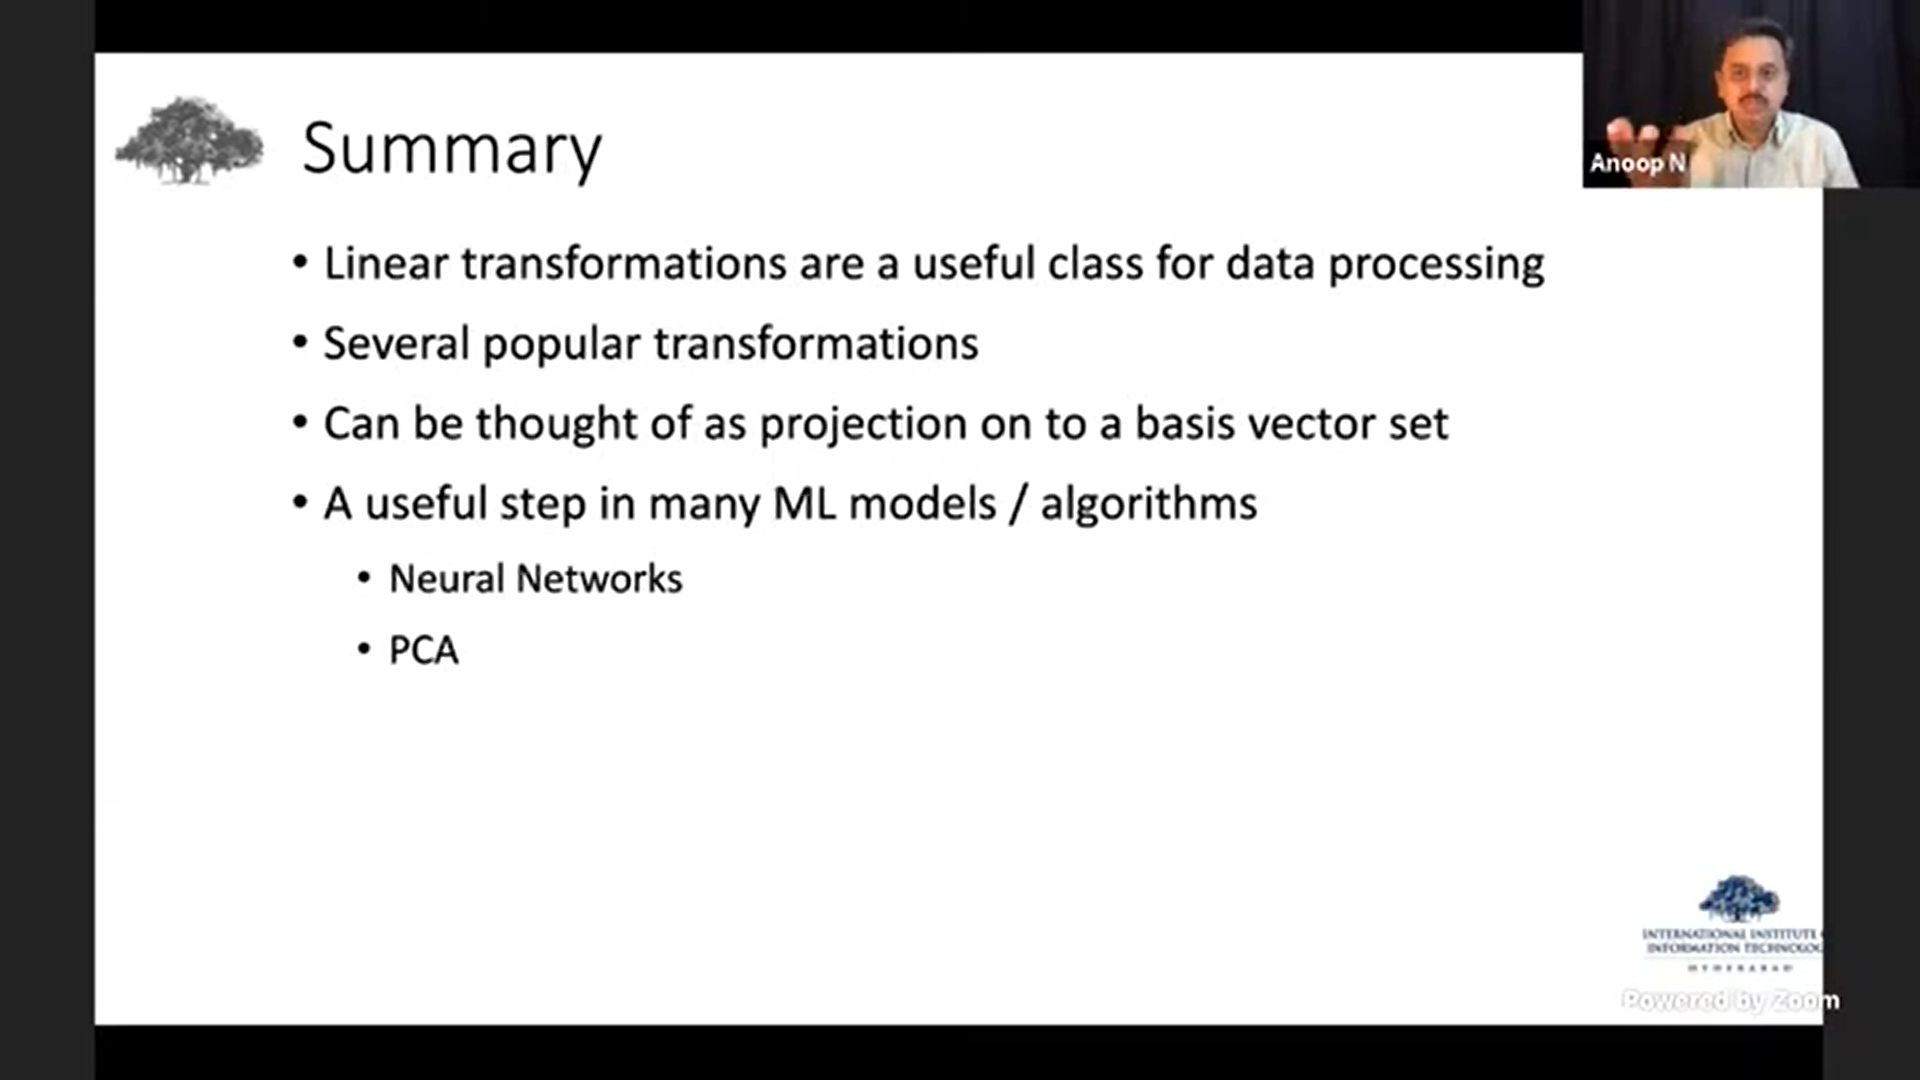 Summary
Anoop N
• Linear transformations are a useful class for data processing
• Several popular transformations
• Can be thought of as projection on to a basis vector set
• A useful step in many ML models / algorithms
• Neural Networks
• PCA
INTERNATIONAL INSTITUTE
INFORMATION TECHNOLOG
HYDERABAD
Powered by Zoom